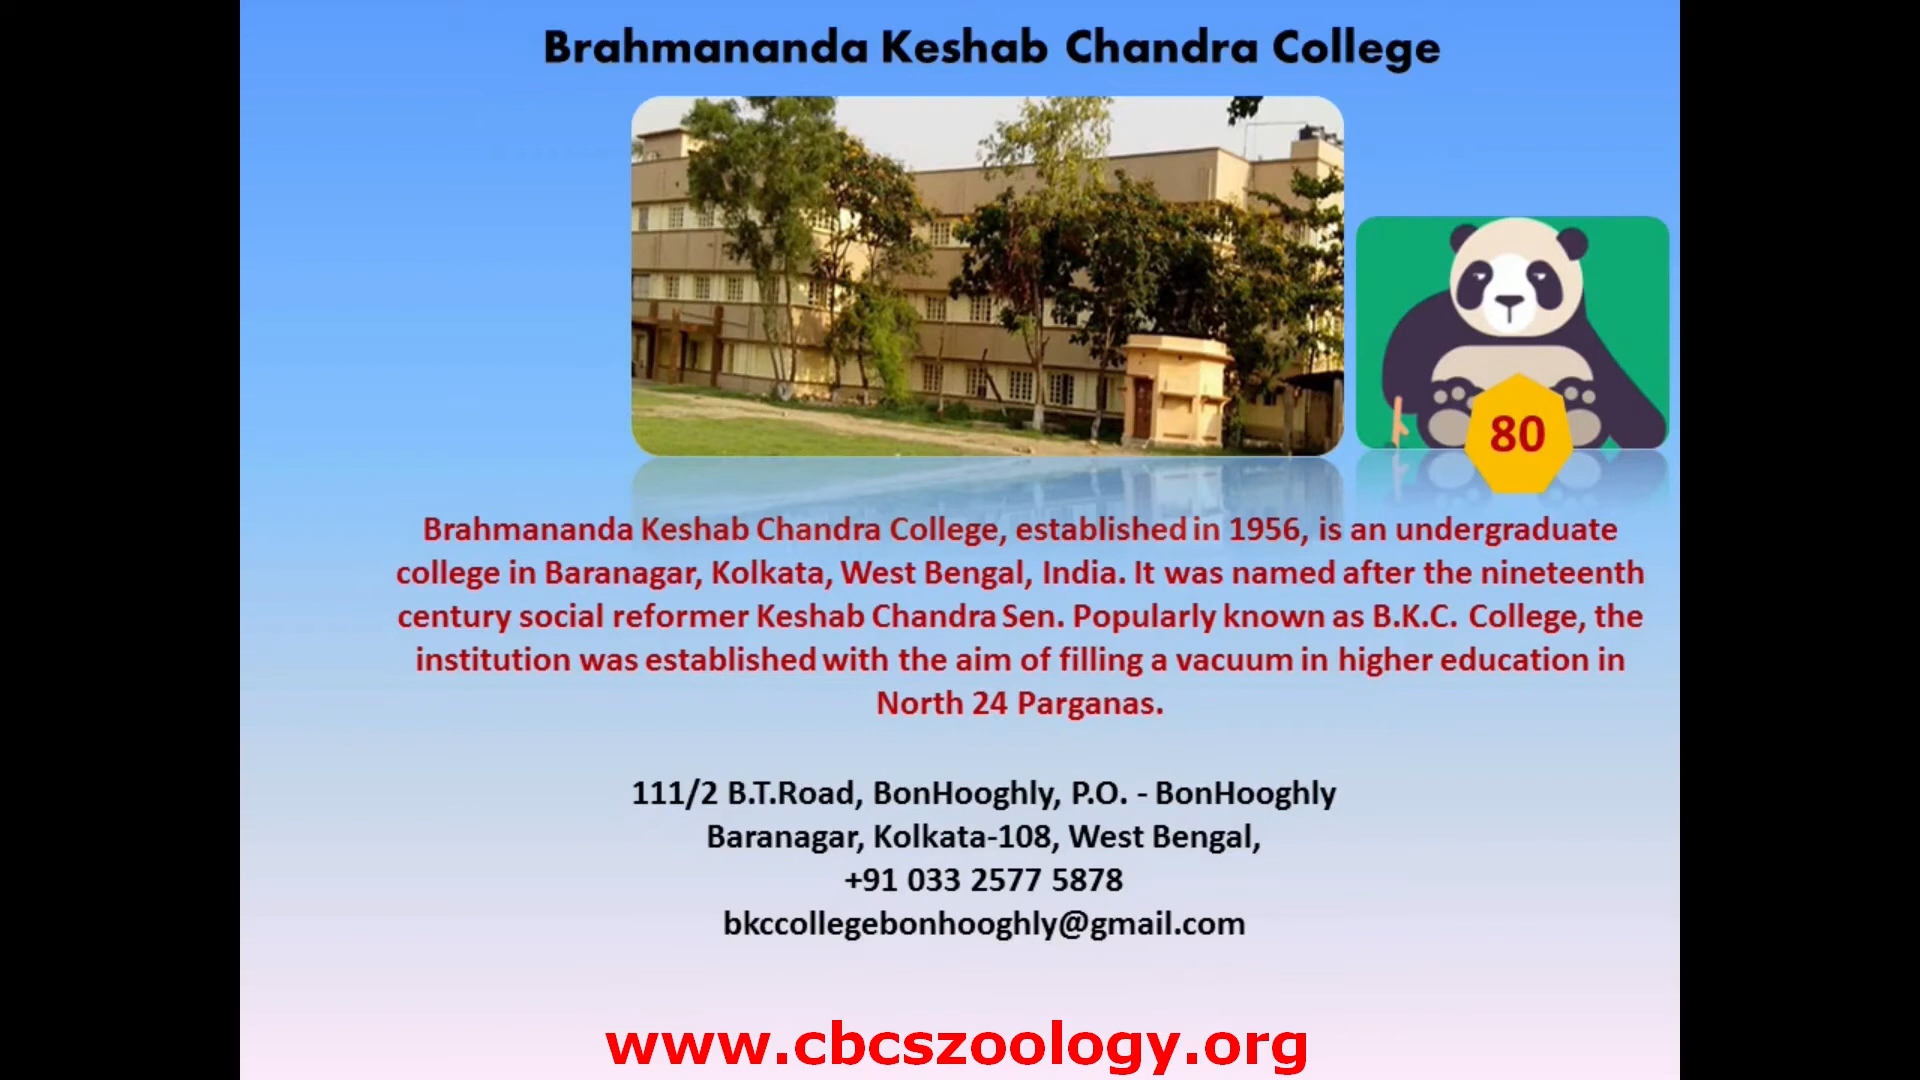 Brahmananda Keshab Chandra College
80
Brahmananda Keshab Chandra College, established in 1956, is an undergraduate
college in Baranagar, Kolkata, West Bengal, India. It was named after the nineteenth
century social reformer Keshab Chandra Sen. Popularly known as B.K.C. College, the
institution was established with the aim of filling a vacuum in higher education in
North 24 Parganas.
111/2 B.T.Road, BonHooghly, P.O. - BonHooghly
Baranagar, Kolkata-108, West Bengal,
+91 033 2577 5878
bkccollegebonhooghly@gmail.com
www.cbcszoology.org